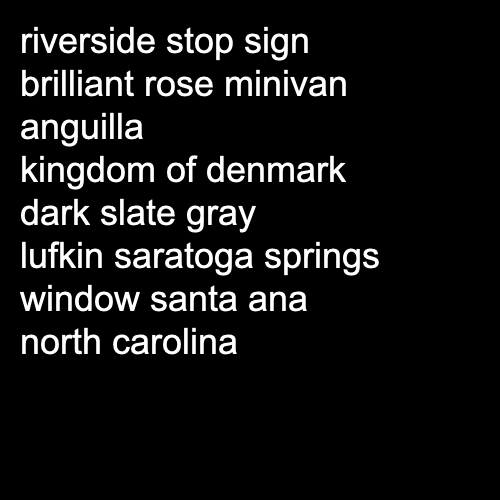 riverside stop sign
brilliant rose minivan
anguilla
kingdom of denmark
dark slate gray
lufkin saratoga springs
window santa ana
north carolina